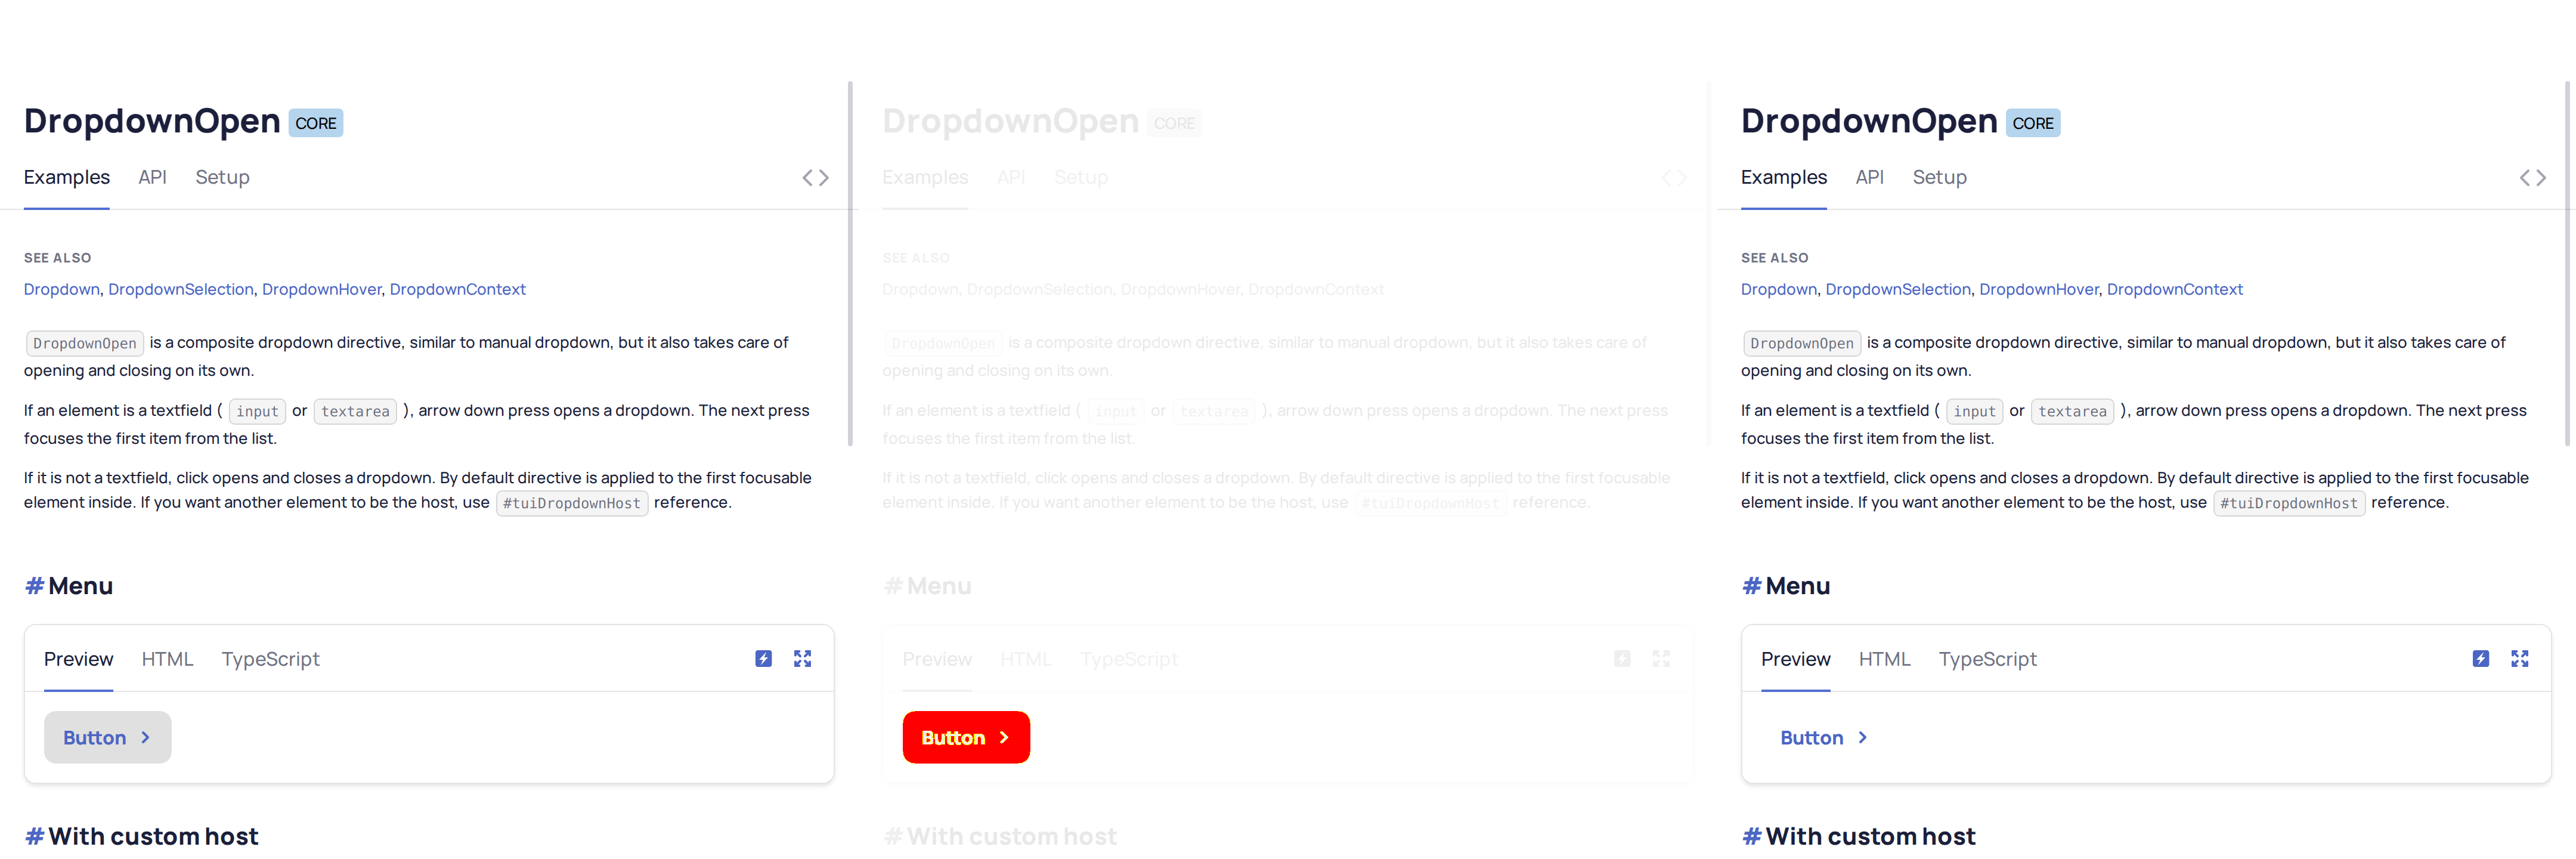 DropdownOpen CORE
Examples API Setup
SEE ALSO
Dropdown, DropdownSelection, DropdownHover, DropdownContext
DropdownOpen is a composite dropdown directive, similar to manual dropdown, but it also takes care of
opening and closing on its own.
If an element is a textfield ( input or textarea ), arrow down press opens a dropdown. The next press
focuses the first item from the list.
If it is not a textfield, click opens and closes a dropdown. By default directive is applied to the first focusable
element inside. If you want another element to be the host, use #tuiDropdownHost reference.
# Menu
Preview HTML TypeScript
Button
# With custom host
DropdownOpen CORE
Examples API Setup
SEE ALSO
Dropdown, DropdownSelection, DropdownHover, DropdownContext
DropdownOpen is a composite dropdown directive, similar to manual dropdown, but it also takes care of
opening and closing on its own.
If an element is a textfield ( input or textarea ), arrow down press opens a dropdown. The next press
focuses the first item from the list.
If it is not a textfield, click opens and closes a dropdown. By default directive is applied to the first focusable
element inside. If you want another element to be the host, use #tuiDropdownHost reference.
# Menu
Preview HTML TypeScript
Button
# With custom host
DropdownOpen CORE
Examples API Setup
SEE ALSO
Dropdown, DropdownSelection, DropdownHover, DropdownContext
DropdownOpen is a composite dropdown directive, similar to manual dropdown, but it also takes care of
opening and closing on its own.
If an element is a textfield ( input or textarea ), arrow down press opens a dropdown. The next press
focuses the first item from the list.
If it is not a textfield, click opens and closes a dropdown. By default directive is applied to the first focusable
element inside. If you want another element to be the host, use #tuiDropdownHost reference.
# Menu
Preview HTML TypeScript
Button
# With custom host